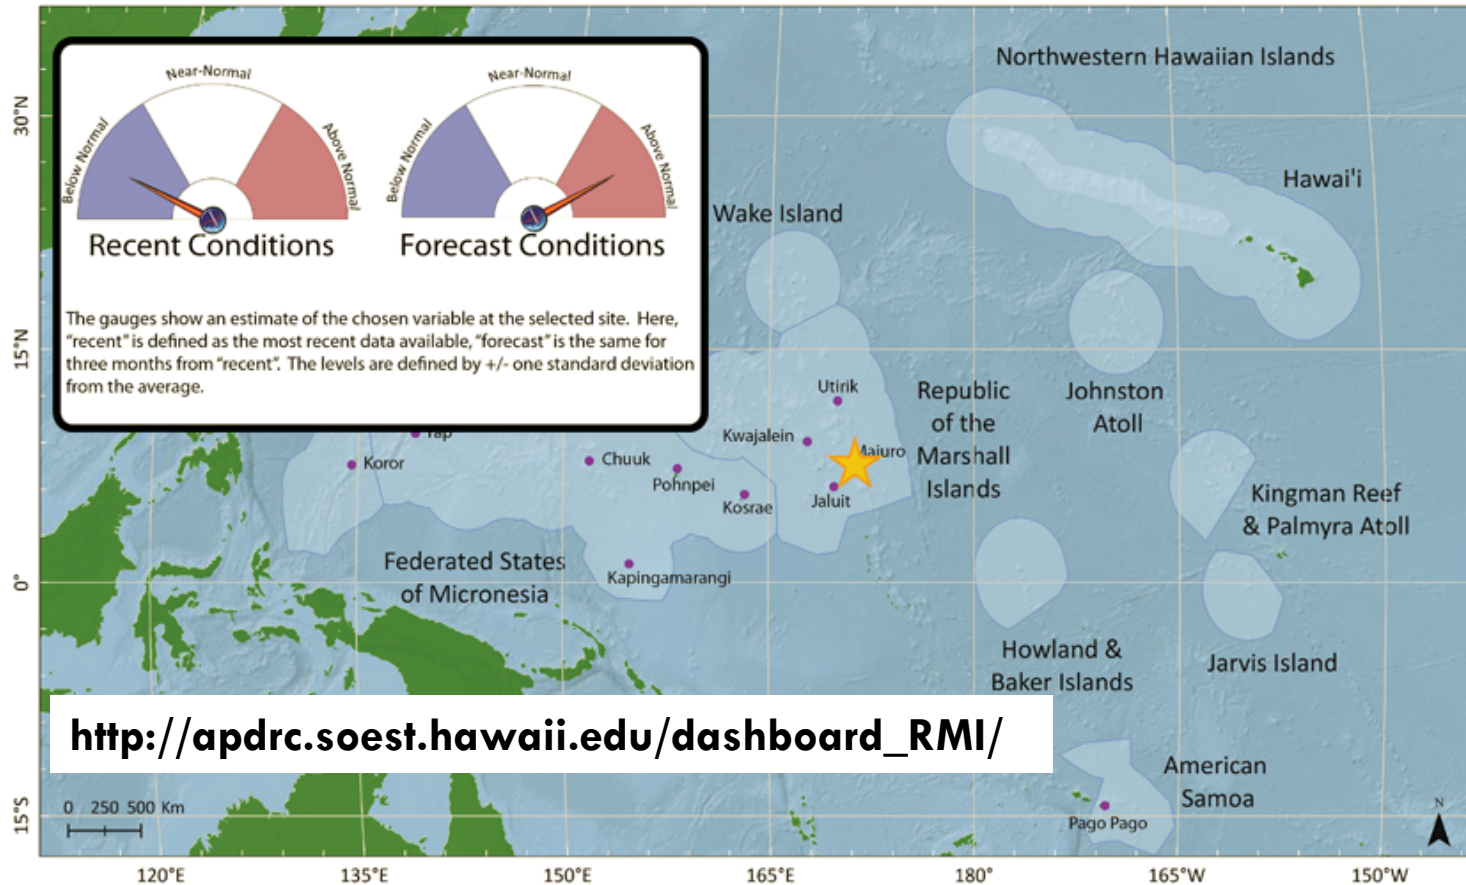 Near-Normal
Below Normal
Above Normal
Recent Conditions
Near-Normal
Below Normal
Above Normal
Forecast Conditions
The gauges show an estimate of the chosen variable at the selected site.  Here,
"recent" is defined as the most recent data available, "forecast" is the same for
three months from "recent".  The levels are defined by +/- one standard deviation
from the average.
Northwestern Hawaiian Islands
Hawai'i
Wake Island
Johnston
Atoll
Republic
of the
Marshall
Islands
Utirik
Kwajalein
Majuro
Jaluit
Yap
Koror
Chuuk
Pohnpei
Kosrae
Kapingamarangi
Federated States
of Micronesia
Kingman Reef
& Palmyra Atoll
Howland &
Baker Islands
Jarvis Island
http://apdrc.soest.hawaii.edu/dashboard_RMI/
American
Samoa
Pago Pago
0 250 500 Km
N
30°N
15°N
0°
15°S
120°E
135°E
150°E
165°E
180°
165°W
150°W